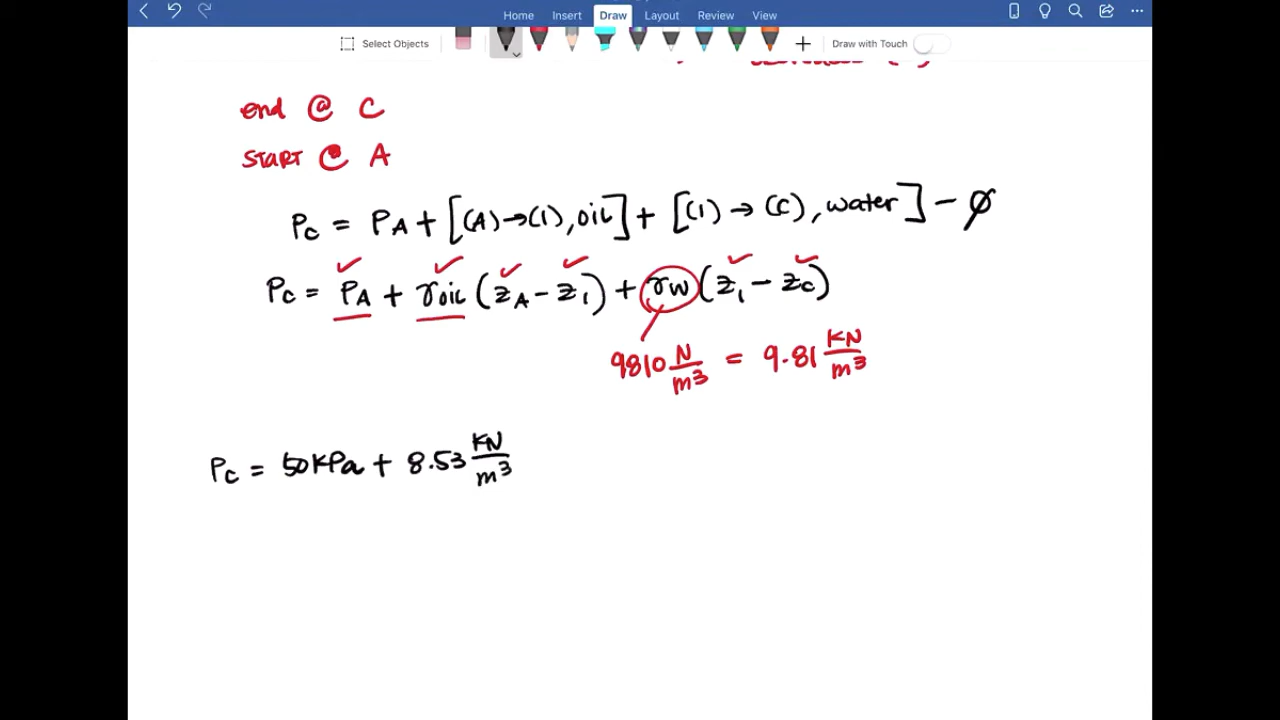 Home Insert Draw Layout Review View
Select Objects Draw with Touch
end @ C
START @ A
Pc = PA + [(A)→(1), oil] + [(1) → (C), water] - ∅
Pc = PA + γoil (zA - z1) + γw (z1 - zc)
9810 N/m³ = 9.81 KN/m³
Pc = 50KPa + 8.53 KN/m³